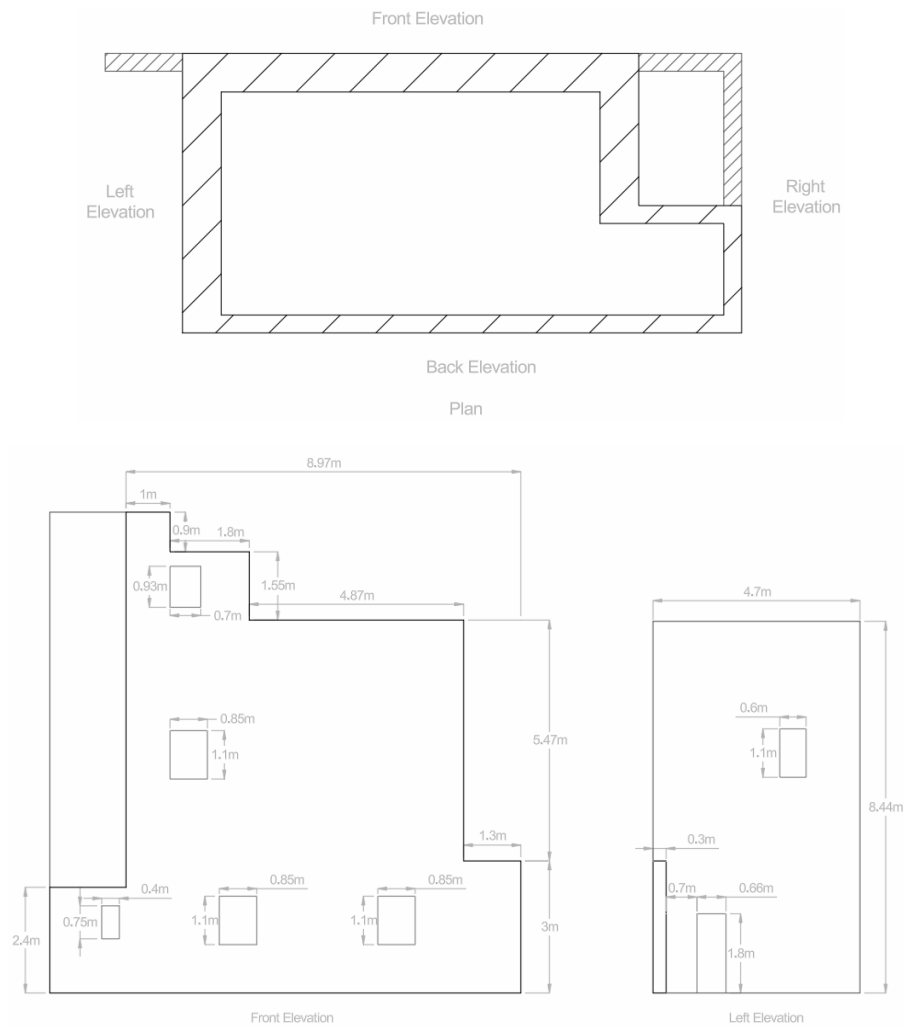 Front Elevation
Left
Elevation
Right
Elevation
Back Elevation
Plan
8.97m
1m
0.9m
1.8m
1.55m
0.93m
0.7m
4.87m
0.85m
1.1m
5.47m
1.3m
0.4m
0.75m
2.4m
0.85m
1.1m
0.85m
1.1m
3m
Front Elevation
4.7m
0.6m
1.1m
8.44m
0.3m
0.7m
0.66m
1.8m
Left Elevation